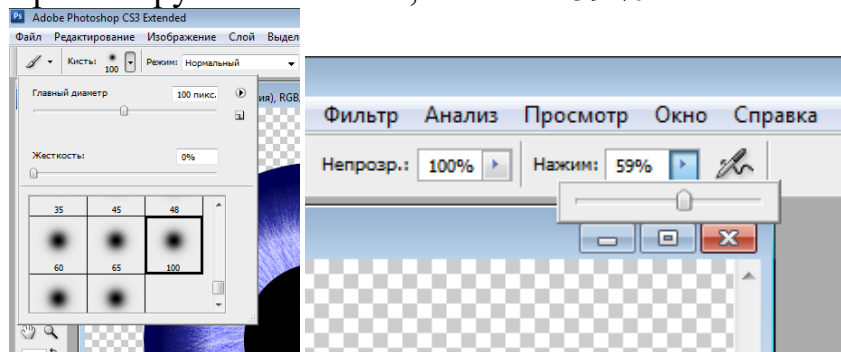 Adobe Photoshop CS3 Extended
Файл Редактирование Изображение Слой Выдел
Кисть: 100 Режим: Нормальный
Главный диаметр 100 пикс.
ия), RGB
Жесткость: 0%
35 45 48
60 65 100
Фильтр Анализ Просмотр Окно Справка
Непрозр.: 100% Нажим: 59%